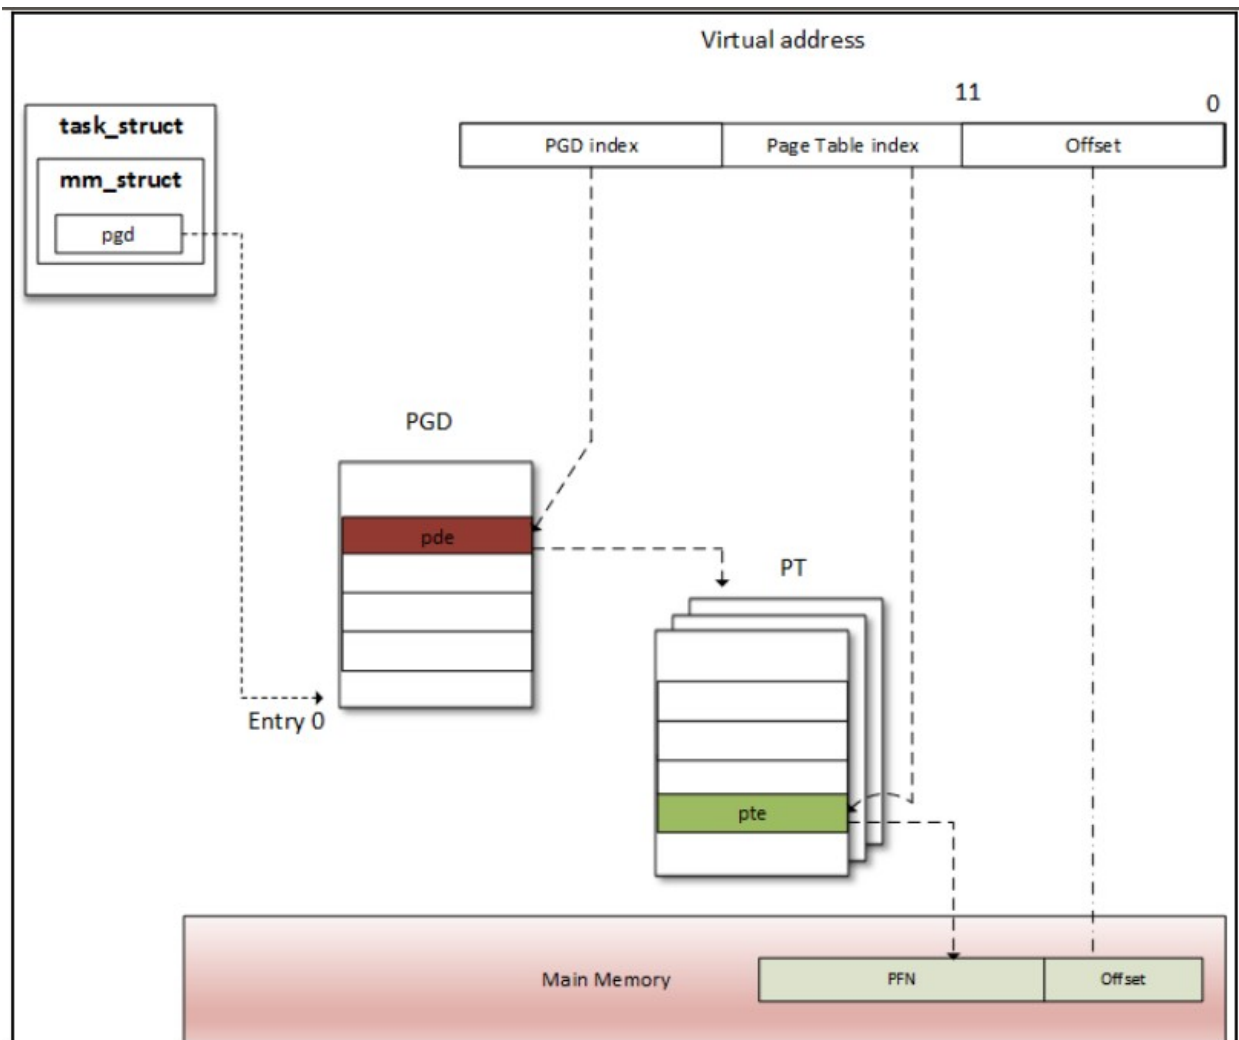 Virtual address
11
0
task_struct
PGD index
Page Table index
Offset
mm_struct
pgd
PGD
pde
PT
Entry 0
pte
Main Memory
PFN
Offset